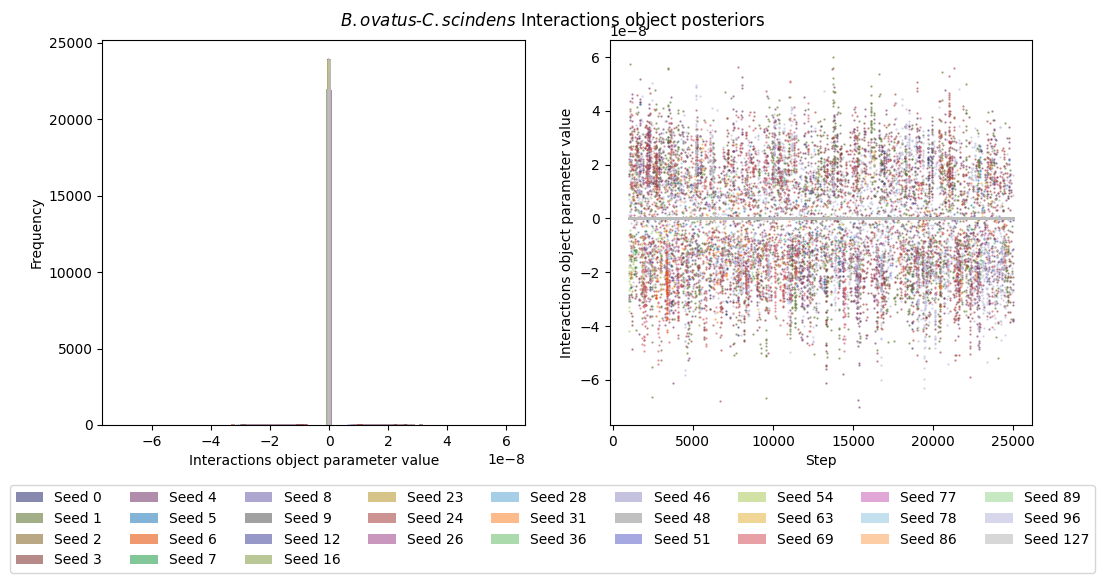 B.ovatus-C.scindens Interactions object posteriors
25000
20000
15000
10000
5000
0
Frequency
−6 −4 −2 0 2 4 6
1e−8
Interactions object parameter value
1e−8
6
4
2
0
−2
−4
−6
Interactions object parameter value
0 5000 10000 15000 20000 25000
Step
Seed 0 Seed 4 Seed 8 Seed 23 Seed 28 Seed 46 Seed 54 Seed 77 Seed 89
Seed 1 Seed 5 Seed 9 Seed 24 Seed 31 Seed 48 Seed 63 Seed 78 Seed 96
Seed 2 Seed 6 Seed 12 Seed 26 Seed 36 Seed 51 Seed 69 Seed 86 Seed 127
Seed 3 Seed 7 Seed 16